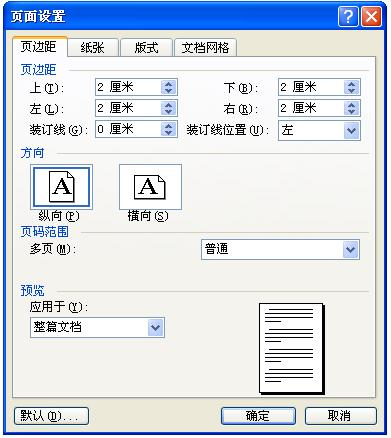 页面设置
页边距 纸张 版式 文档网格
页边距
上(T): 2 厘米 下(B): 2 厘米
左(L): 2 厘米 右(R): 2 厘米
装订线(G): 0 厘米 装订线位置(U): 左
方向
A A
纵向(P) 横向(S)
页码范围
多页(M): 普通
预览
应用于(Y):
整篇文档
默认(D)... 确定 取消